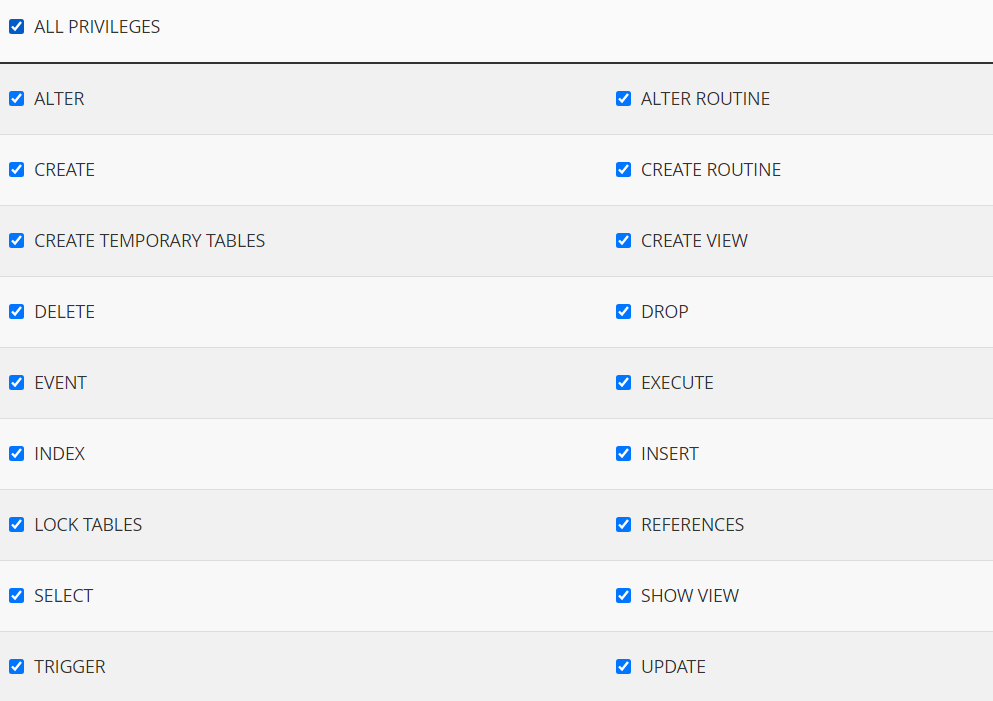 ALL PRIVILEGES
ALTER
ALTER ROUTINE
CREATE
CREATE ROUTINE
CREATE TEMPORARY TABLES
CREATE VIEW
DELETE
DROP
EVENT
EXECUTE
INDEX
INSERT
LOCK TABLES
REFERENCES
SELECT
SHOW VIEW
TRIGGER
UPDATE